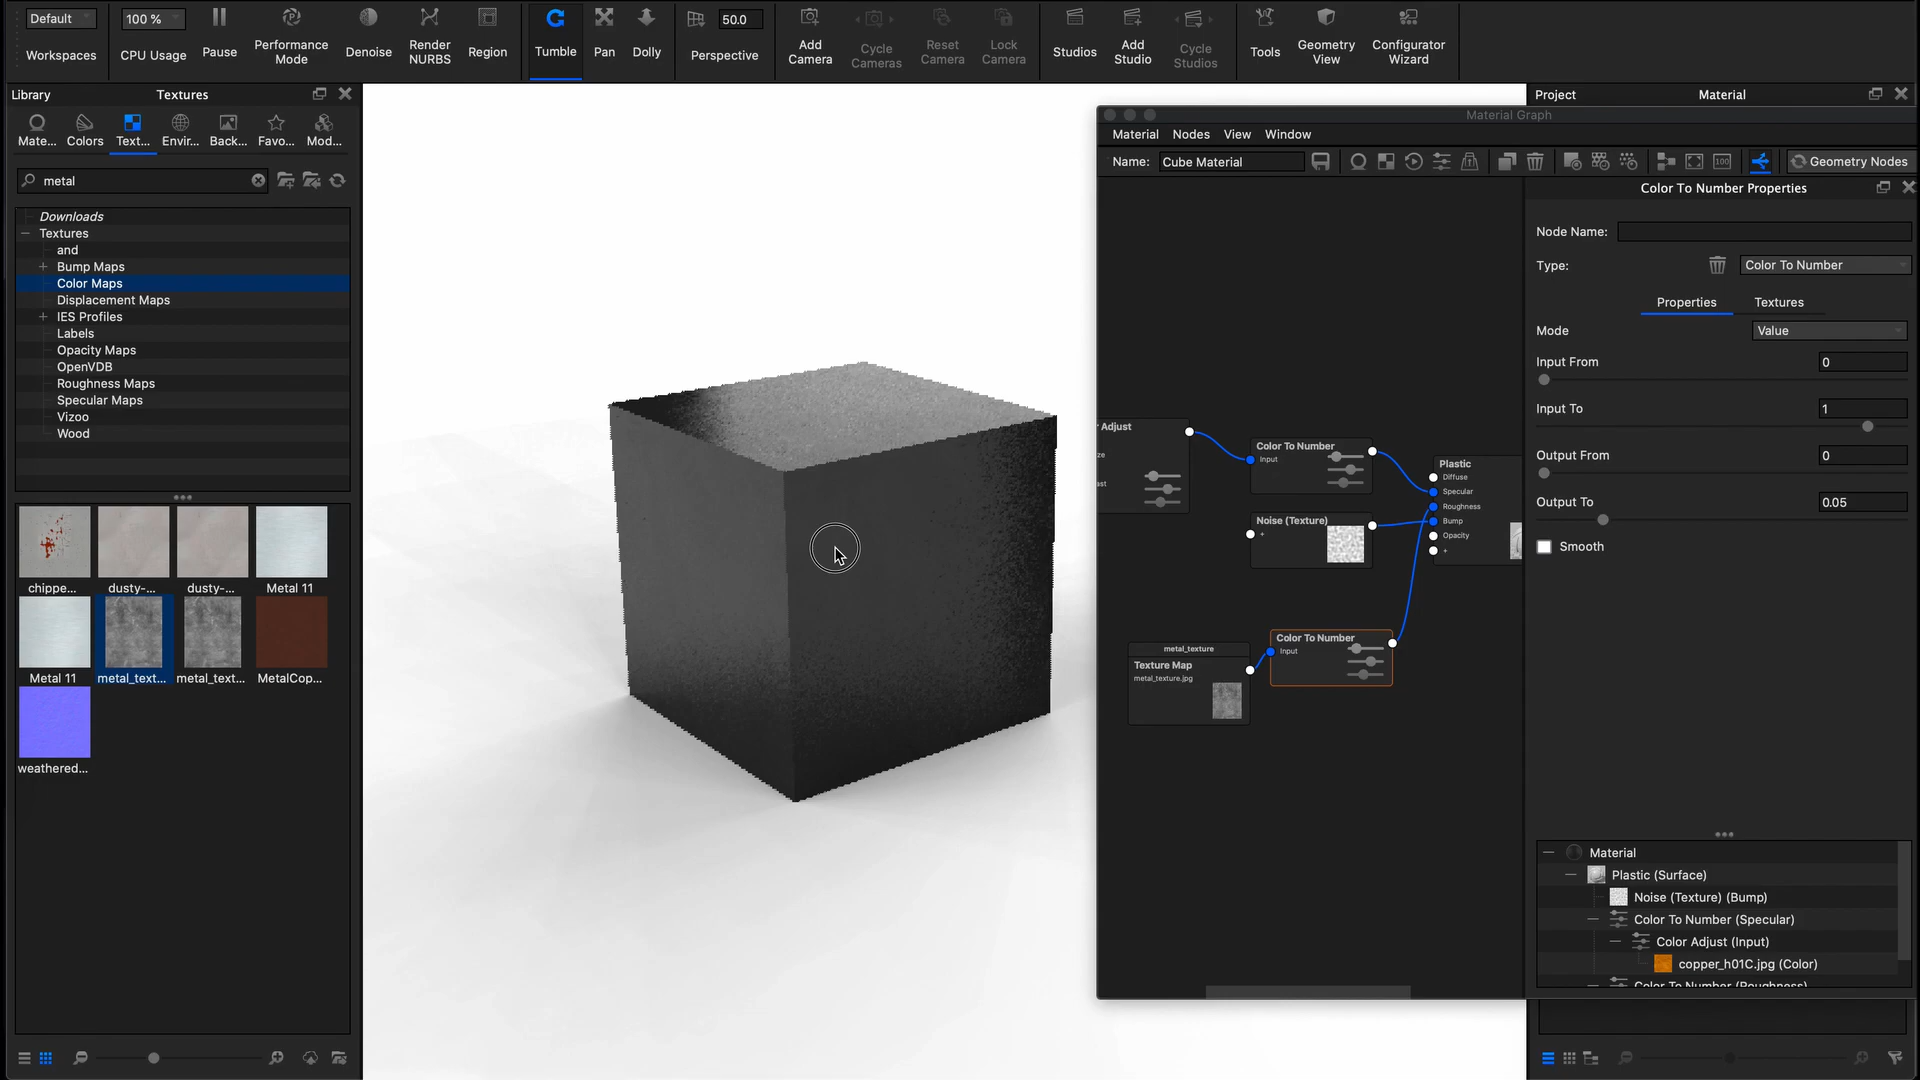 Default
Workspaces
100 %
CPU Usage
Pause
Performance
Mode
Denoise
Render
NURBS
Region
Tumble
Pan
Dolly
50.0
Perspective
Add
Camera
Cycle
Cameras
Reset
Camera
Lock
Camera
Studios
Add
Studio
Cycle
Studios
Tools
Geometry
View
Configurator
Wizard
Library
Textures
Mate...
Colors
Text...
Envir...
Back...
Favo...
Mod...
metal
Downloads
Textures
and
Bump Maps
Color Maps
Displacement Maps
IES Profiles
Labels
Opacity Maps
OpenVDB
Roughness Maps
Specular Maps
Vizoo
Wood
chippe...
dusty-...
dusty-...
Metal 11
Metal 11
metal_text...
metal_text...
MetalCop...
weathered...
Project
Material
Material Graph
Material
Nodes
View
Window
Name:
Cube Material
100
Geometry Nodes
r Adjust
ze
ast
Color To Number
Input
Noise (Texture)
+
Plastic
Diffuse
Specular
Roughness
Bump
Opacity
+
metal_texture
Texture Map
metal_texture.jpg
Color To Number
Input
Color To Number Properties
Node Name:
Type:
Color To Number
Properties
Textures
Mode
Value
Input From
0
Input To
1
Output From
0
Output To
0.05
Smooth
Material
Plastic (Surface)
Noise (Texture) (Bump)
Color To Number (Specular)
Color Adjust (Input)
copper_h01C.jpg (Color)
Color To Number (Roughness)